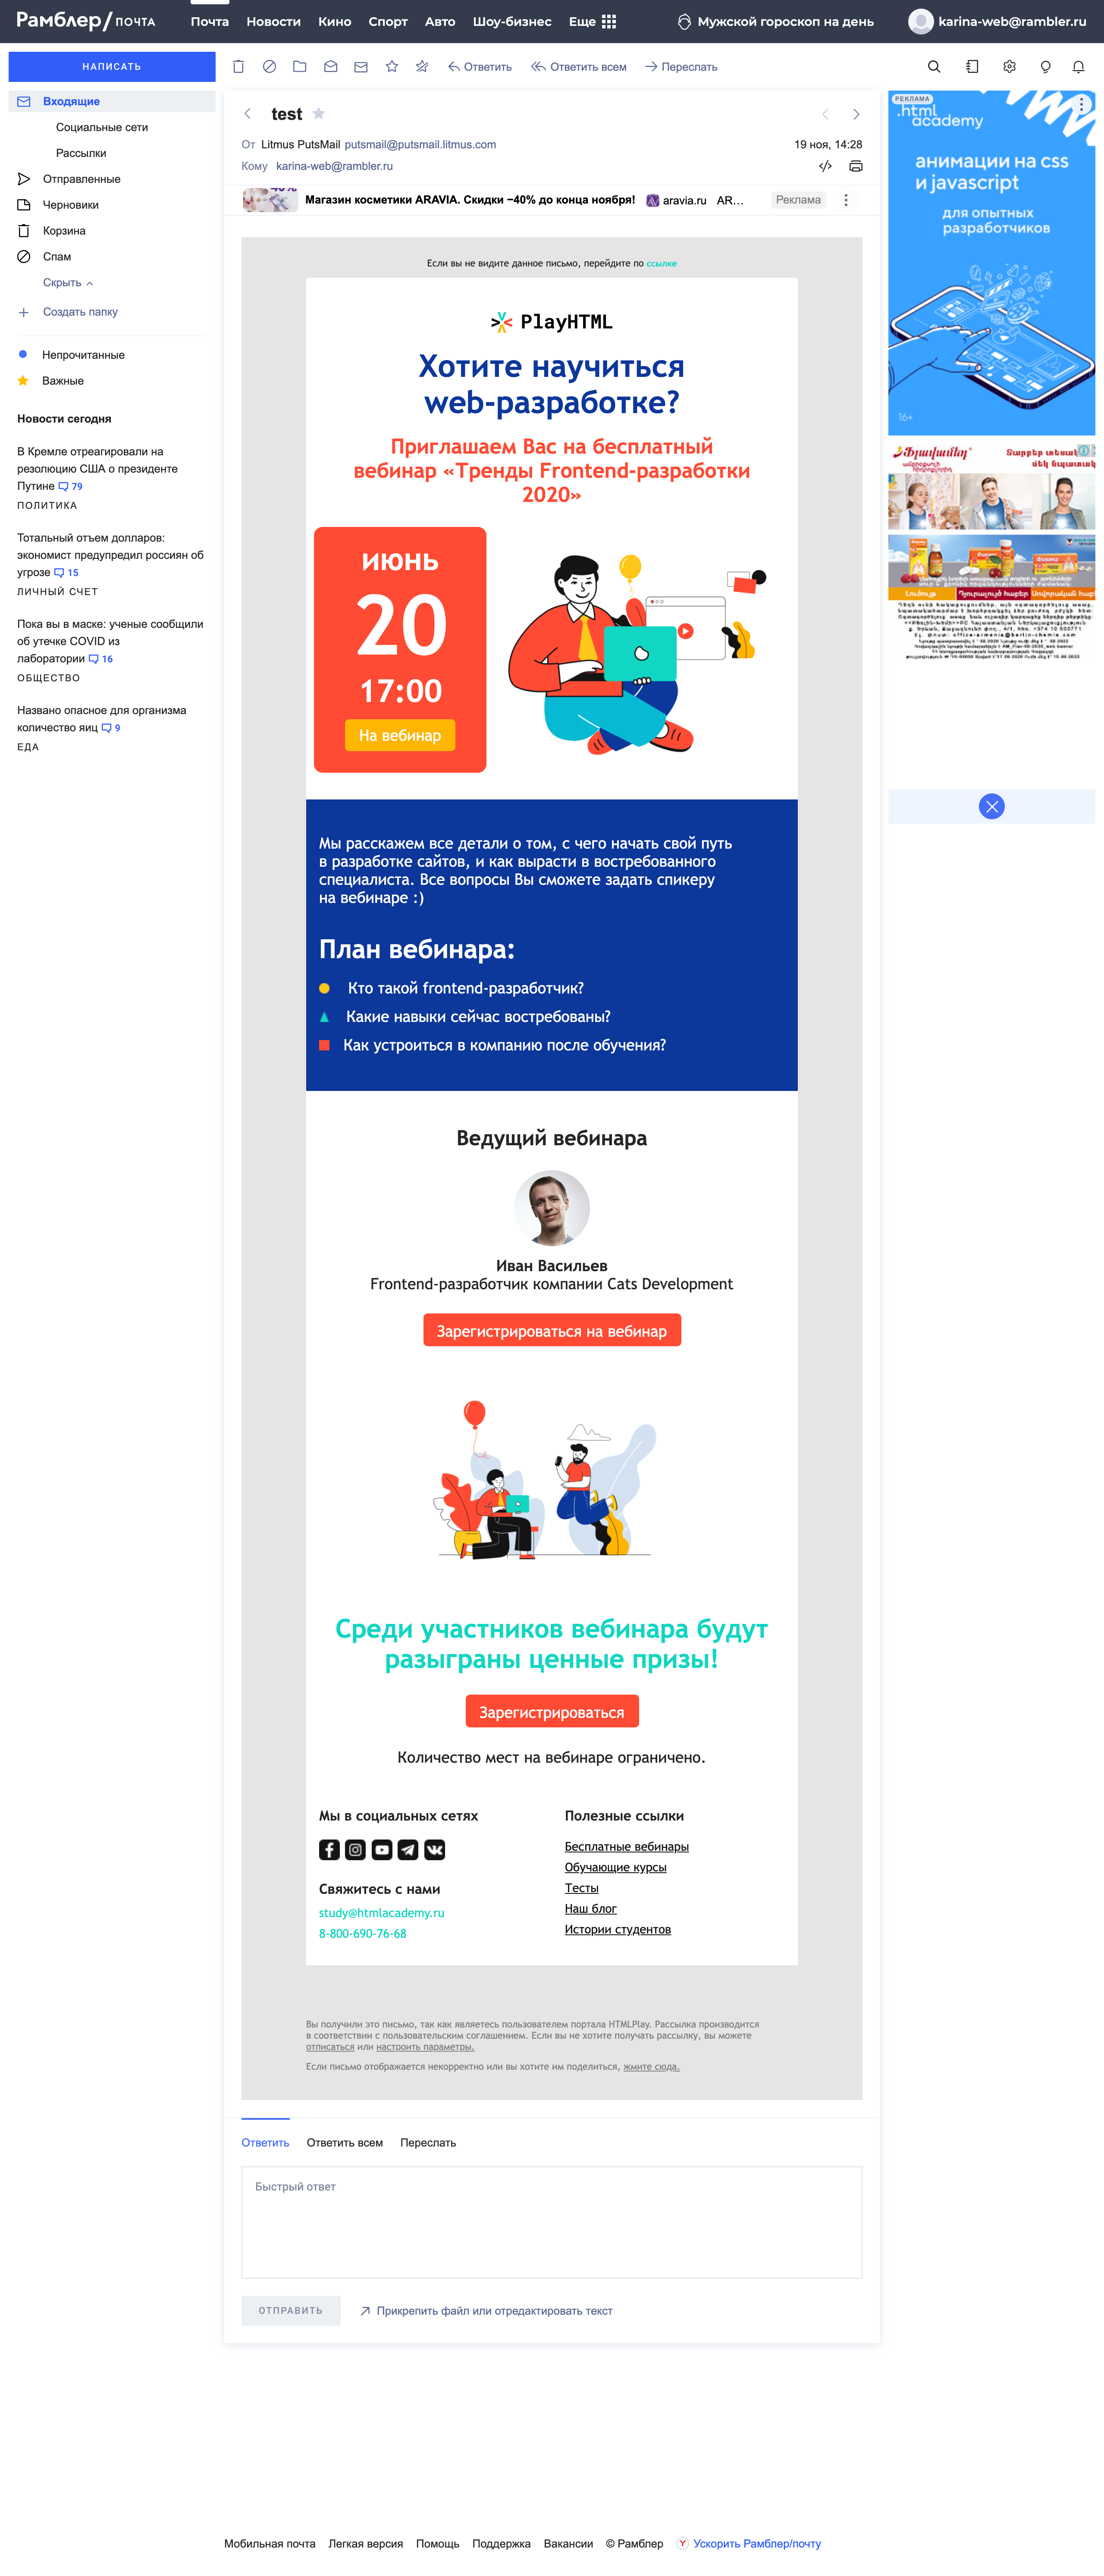 Рамблер/почта
Почта Новости Кино Спорт Авто Шоу-бизнес Еще
Мужской гороскоп на день
karina-web@rambler.ru
НАПИСАТЬ
Ответить Ответить всем Переслать
Входящие
Социальные сети
Рассылки
Отправленные
Черновики
Корзина
Спам
Скрыть
Создать папку
Непрочитанные
Важные
Новости сегодня
В Кремле отреагировали на
резолюцию США о президенте
Путине 79
ПОЛИТИКА
Тотальный отъем долларов:
экономист предупредил россиян об
угрозе 15
ЛИЧНЫЙ СЧЕТ
Пока вы в маске: ученые сообщили
об утечке COVID из
лаборатории 16
ОБЩЕСТВО
Названо опасное для организма
количество яиц 9
ЕДА
test
От Litmus PutsMail putsmail@putsmail.litmus.com
19 ноя, 14:28
Кому karina-web@rambler.ru
Магазин косметики ARAVIA. Скидки −40% до конца ноября! aravia.ru AR... Реклама
Если вы не видите данное письмо, перейдите по ссылке
PlayHTML
Хотите научиться
web-разработке?
Приглашаем Вас на бесплатный
вебинар «Тренды Frontend-разработки
2020»
июнь
20
17:00
На вебинар
Мы расскажем все детали о том, с чего начать свой путь
в разработке сайтов, и как вырасти в востребованного
специалиста. Все вопросы Вы сможете задать спикеру
на вебинаре :)
План вебинара:
Кто такой frontend-разработчик?
Какие навыки сейчас востребованы?
Как устроиться в компанию после обучения?
Ведущий вебинара
Иван Васильев
Frontend-разработчик компании Cats Development
Зарегистрироваться на вебинар
Среди участников вебинара будут
разыграны ценные призы!
Зарегистрироваться
Количество мест на вебинаре ограничено.
Мы в социальных сетях
Свяжитесь с нами
study@htmlacademy.ru
8-800-690-76-68
Полезные ссылки
Бесплатные вебинары
Обучающие курсы
Тесты
Наш блог
Истории студентов
Вы получили это письмо, так как являетесь пользователем портала HTMLPlay. Рассылка производится
в соответствии с пользовательским соглашением. Если вы не хотите получать рассылку, вы можете
отписаться или настроить параметры.
Если письмо отображается некорректно или вы хотите им поделиться, жмите сюда.
Ответить Ответить всем Переслать
Быстрый ответ
ОТПРАВИТЬ
Прикрепить файл или отредактировать текст
РЕКЛАМА
.html
academy
анимации на css
и javascript
для опытных
разработчиков
16+
Мобильная почта Легкая версия Помощь Поддержка Вакансии © Рамблер Ускорить Рамблер/почту